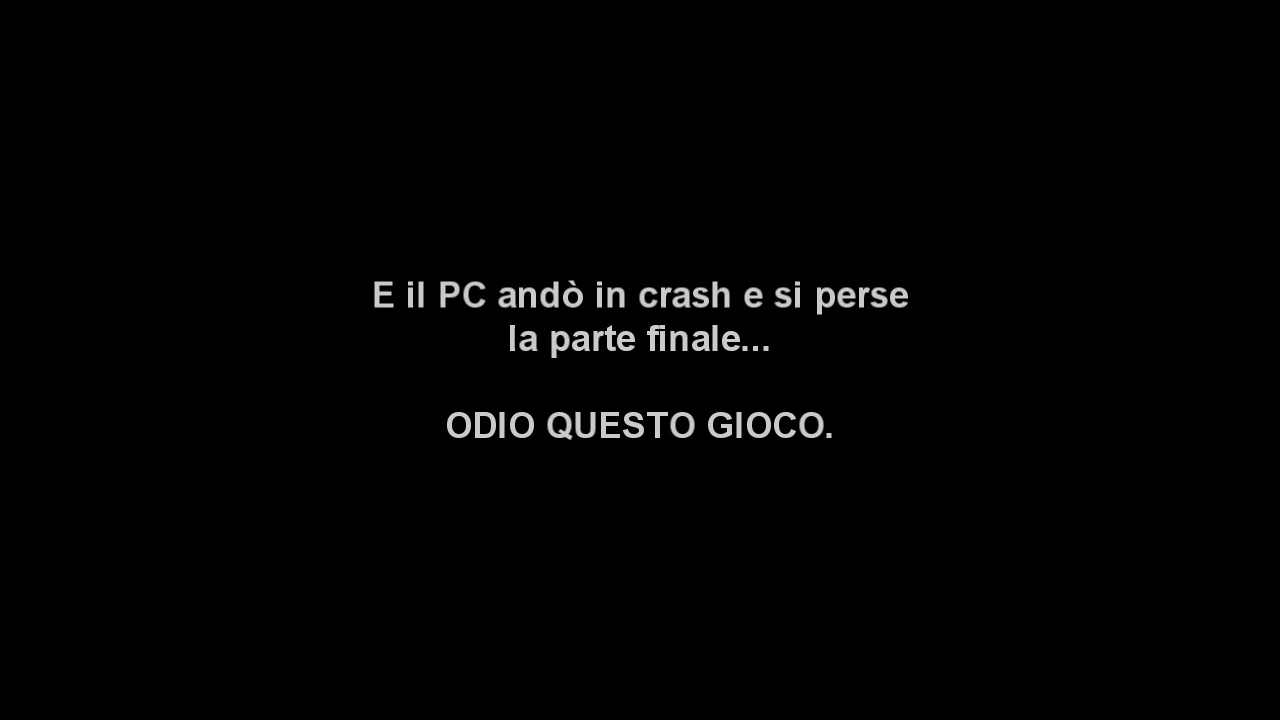 E il PC andò in crash e si perse
la parte finale...
ODIO QUESTO GIOCO.